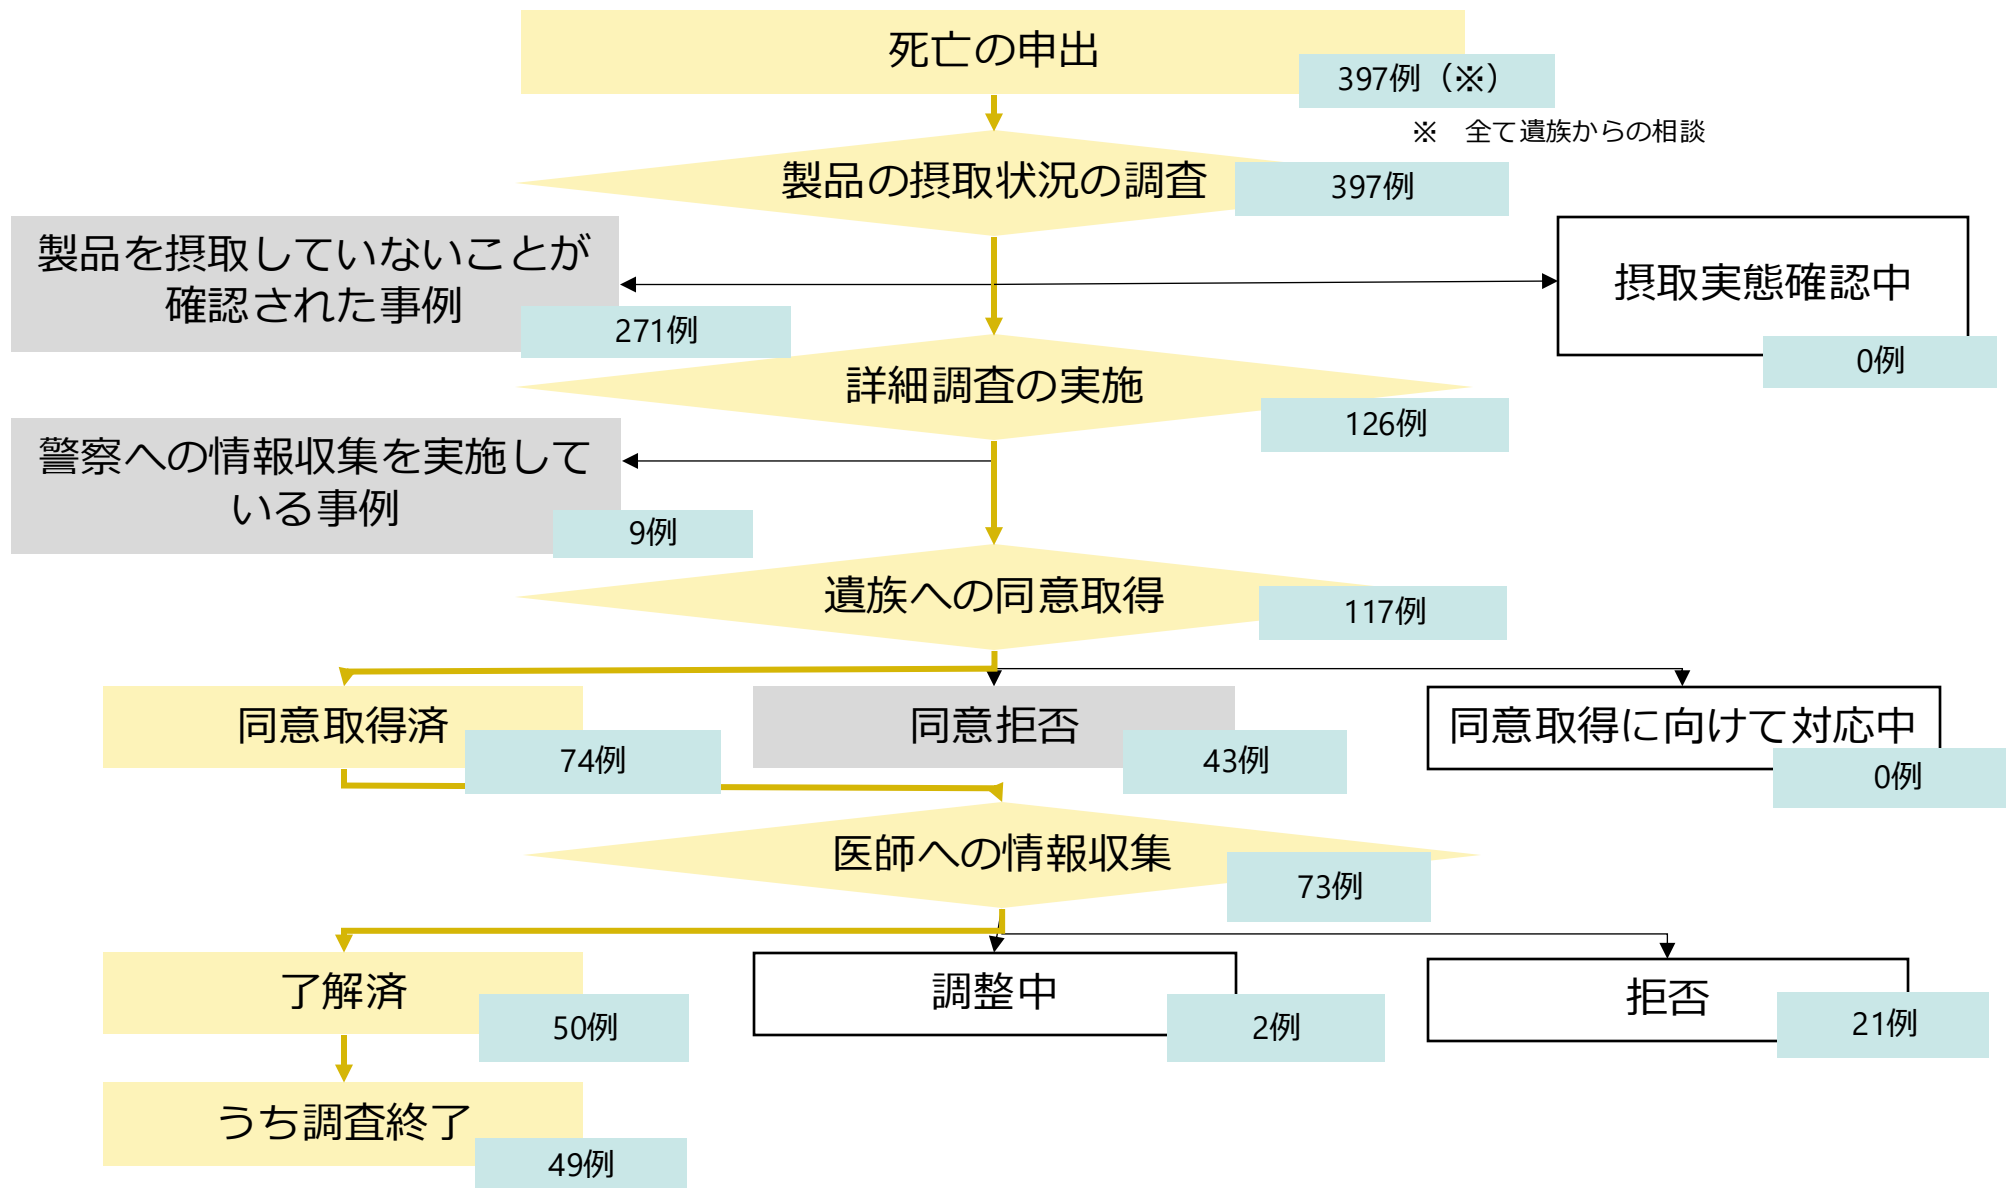 死亡の申出
397例（※）
※　全て遺族からの相談
製品の摂取状況の調査
397例
製品を摂取していないことが
確認された事例
271例
摂取実態確認中
0例
詳細調査の実施
126例
警察への情報収集を実施して
いる事例
9例
遺族への同意取得
117例
同意取得済
74例
同意拒否
43例
同意取得に向けて対応中
0例
医師への情報収集
73例
了解済
50例
調整中
2例
拒否
21例
うち調査終了
49例